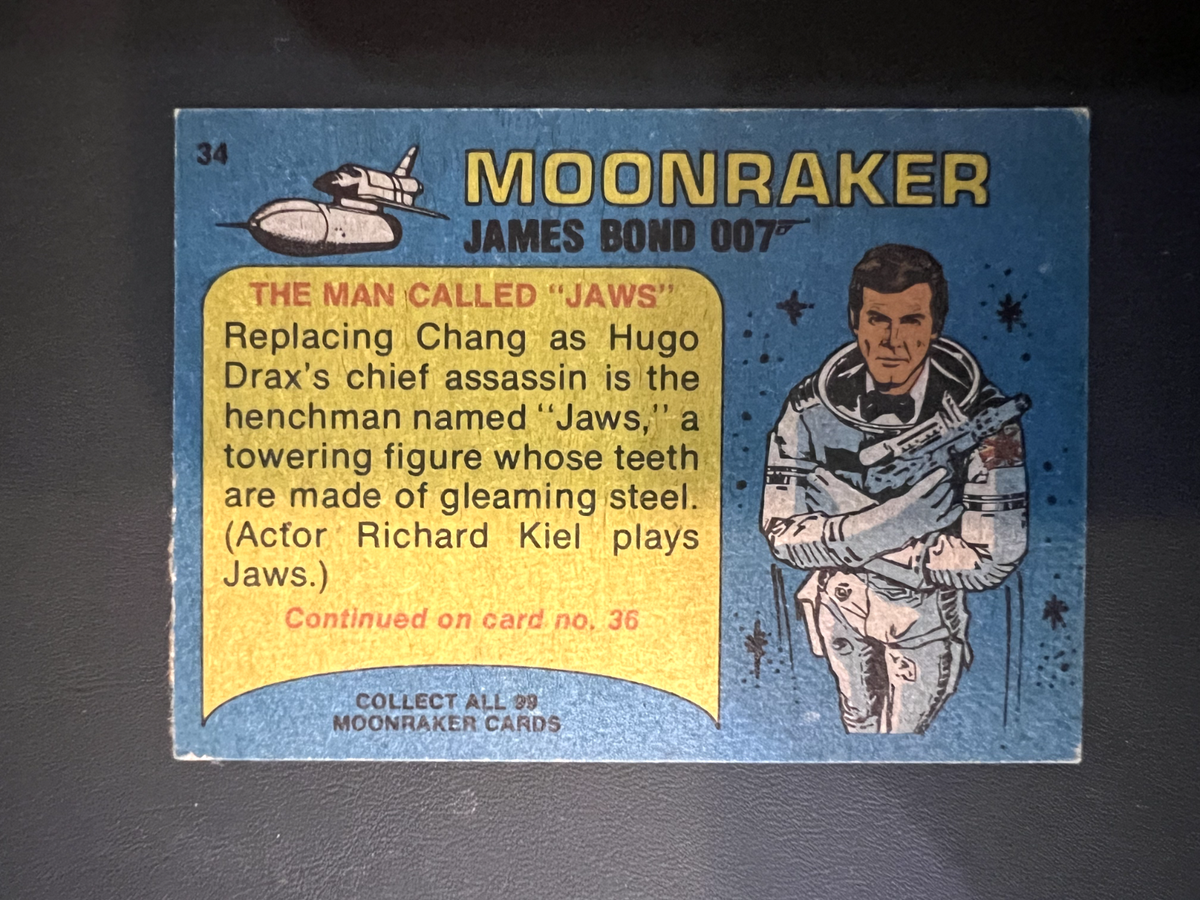 34
MOONRAKER
JAMES BOND 007
THE MAN CALLED "JAWS"
Replacing Chang as Hugo
Drax's chief assassin is the
henchman named "Jaws," a
towering figure whose teeth
are made of gleaming steel.
(Actor Richard Kiel plays
Jaws.)
Continued on card no. 36
COLLECT ALL 99
MOONRAKER CARDS